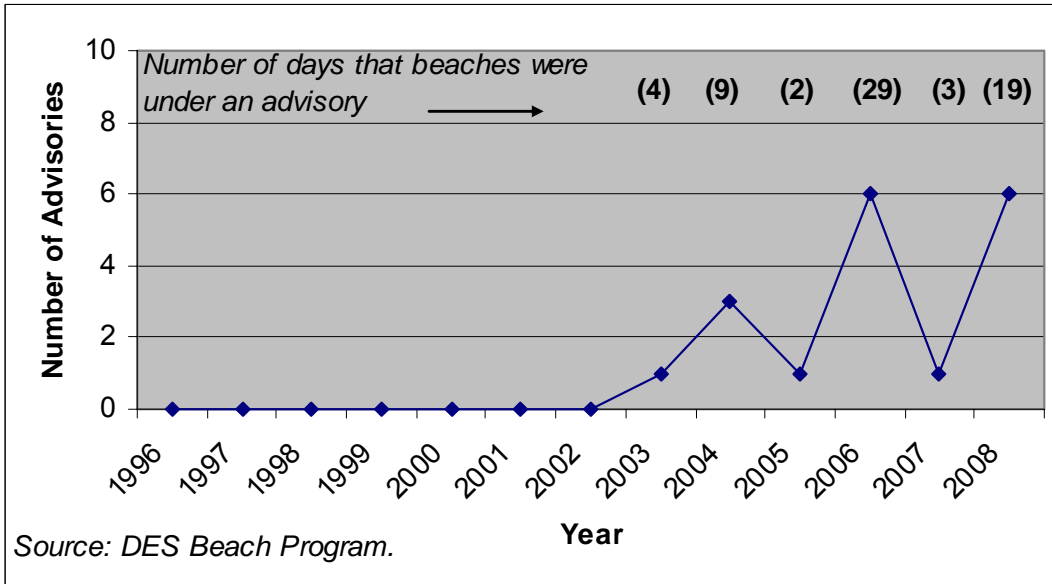 Number of days that beaches were
under an advisory
(4) (9) (2) (29) (3) (19)
Number of Advisories
10
8
6
4
2
0
1996 1997 1998 1999 2000 2001 2002 2003 2004 2005 2006 2007 2008
Year
Source: DES Beach Program.